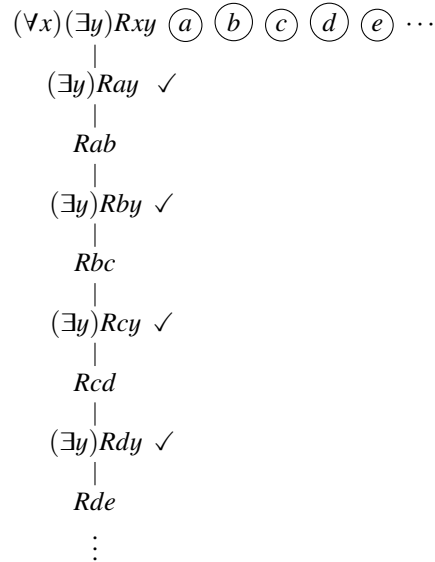 (∀x)(∃y)Rxy ⓐ ⓑ ⓒ ⓓ ⓔ ⋯
(∃y)Ray ✓
Rab
(∃y)Rby ✓
Rbc
(∃y)Rcy ✓
Rcd
(∃y)Rdy ✓
Rde
⋮